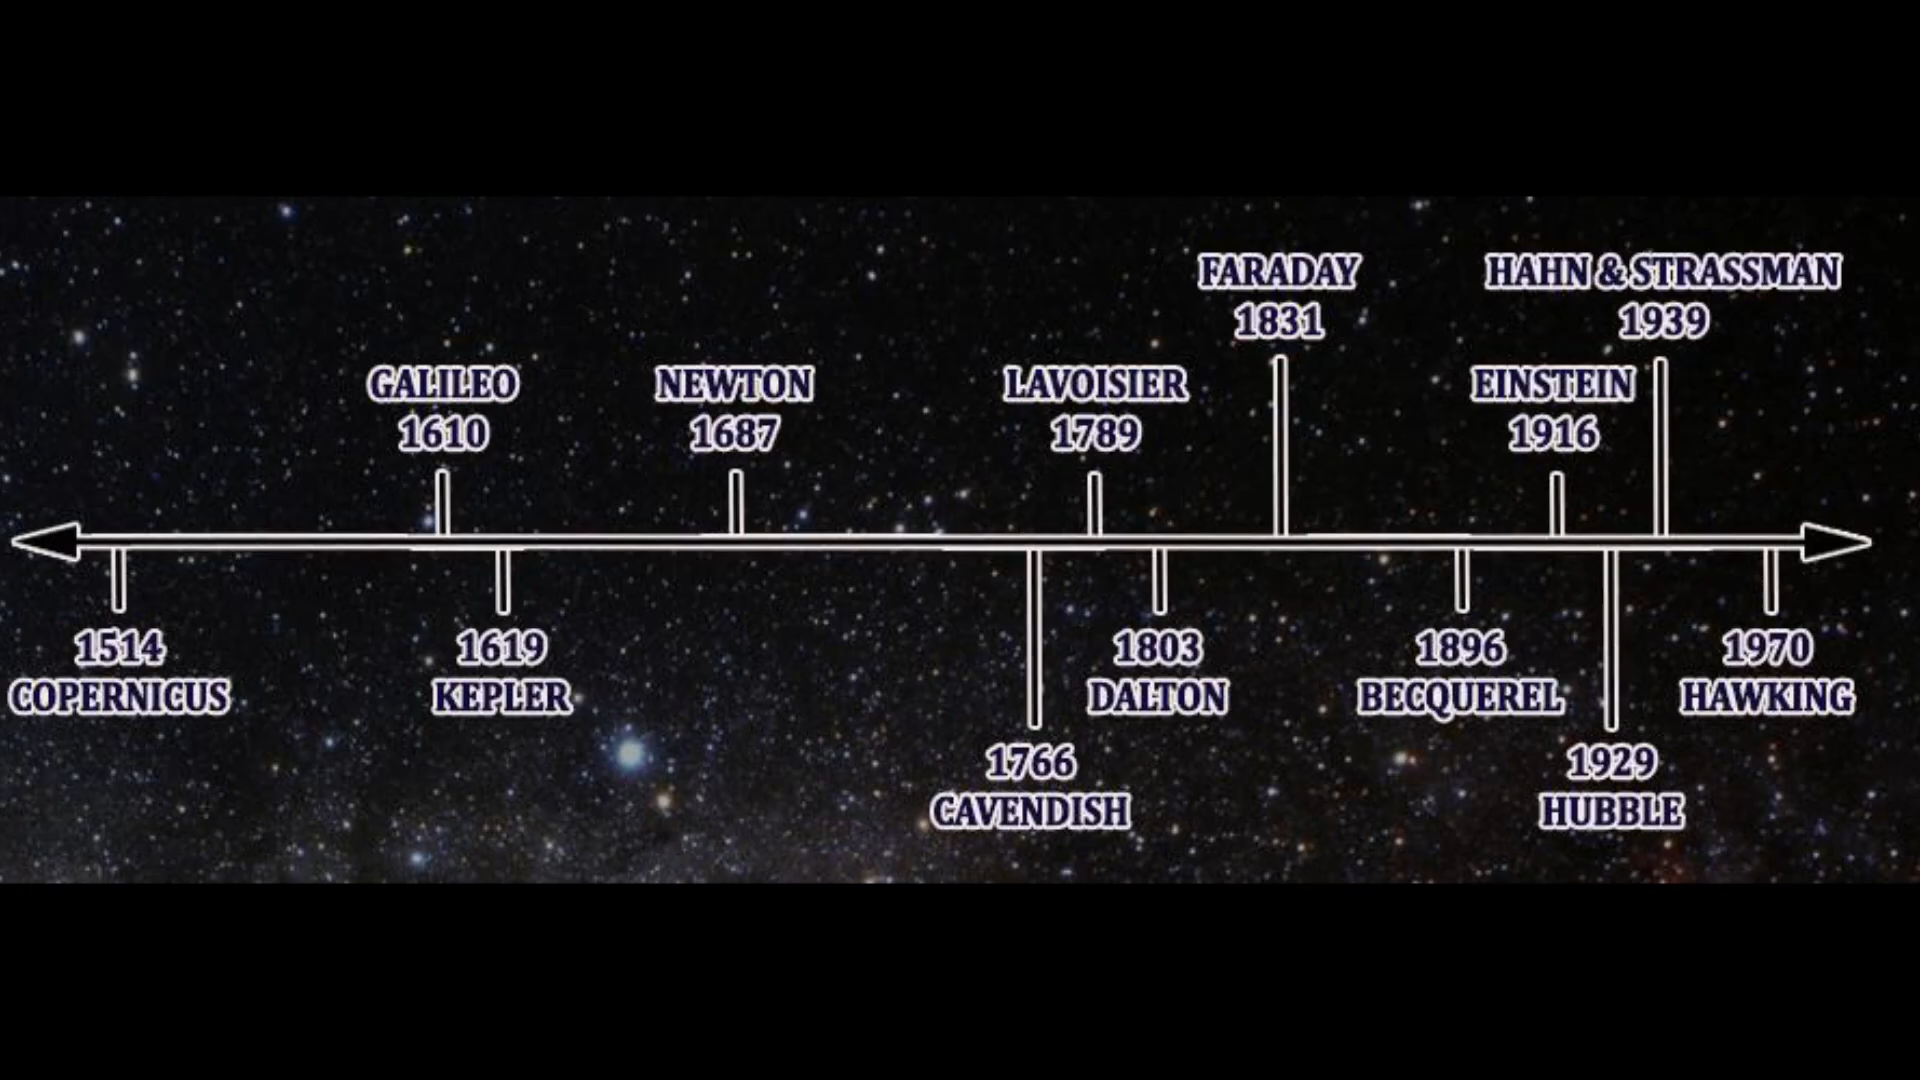 FARADAY
1831
HAHN & STRASSMAN
1939
GALILEO
1610
NEWTON
1687
LAVOISIER
1789
EINSTEIN
1916
1514
COPERNICUS
1619
KEPLER
1803
DALTON
1896
BECQUEREL
1970
HAWKING
1766
CAVENDISH
1929
HUBBLE